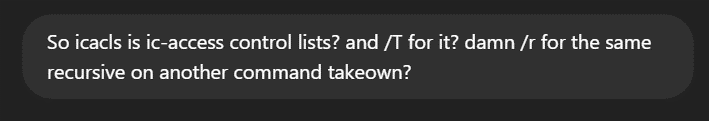 So icacls is ic-access control lists? and /T for it? damn /r for the same
recursive on another command takeown?